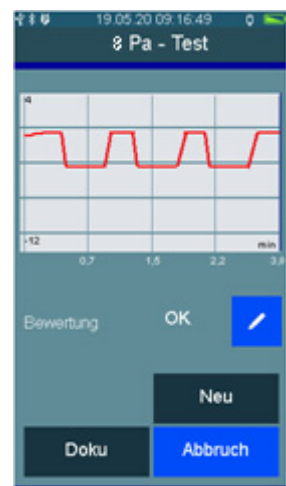 19.05.20 09:16:49
8 Pa - Test
4
-12
min
0,7 1,5 2,2 3,0
Bewertung
OK
Neu
Doku
Abbruch